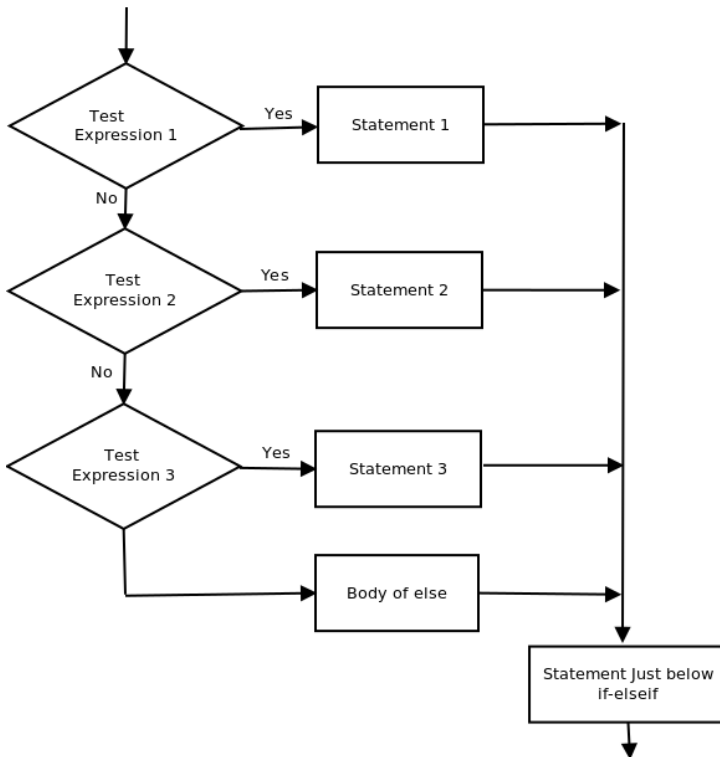 Test
Expression 1
Yes
Statement 1
No
Test
Expression 2
Yes
Statement 2
No
Test
Expression 3
Yes
Statement 3
Body of else
Statement Just below
if-elseif